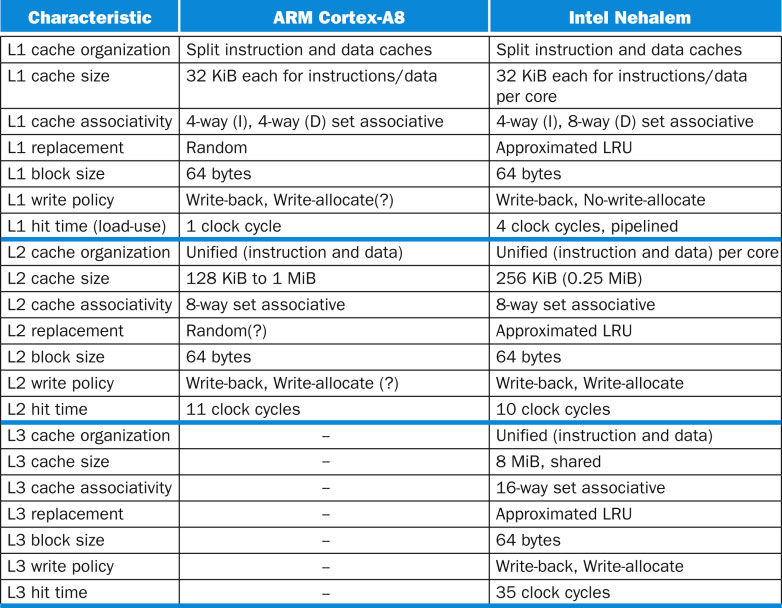 Characteristic ARM Cortex-A8 Intel Nehalem
L1 cache organization Split instruction and data caches Split instruction and data caches
L1 cache size 32 KiB each for instructions/data 32 KiB each for instructions/data
per core
L1 cache associativity 4-way (I), 4-way (D) set associative 4-way (I), 8-way (D) set associative
L1 replacement Random Approximated LRU
L1 block size 64 bytes 64 bytes
L1 write policy Write-back, Write-allocate(?) Write-back, No-write-allocate
L1 hit time (load-use) 1 clock cycle 4 clock cycles, pipelined
L2 cache organization Unified (instruction and data) Unified (instruction and data) per core
L2 cache size 128 KiB to 1 MiB 256 KiB (0.25 MiB)
L2 cache associativity 8-way set associative 8-way set associative
L2 replacement Random(?) Approximated LRU
L2 block size 64 bytes 64 bytes
L2 write policy Write-back, Write-allocate (?) Write-back, Write-allocate
L2 hit time 11 clock cycles 10 clock cycles
L3 cache organization – Unified (instruction and data)
L3 cache size – 8 MiB, shared
L3 cache associativity – 16-way set associative
L3 replacement – Approximated LRU
L3 block size – 64 bytes
L3 write policy – Write-back, Write-allocate
L3 hit time – 35 clock cycles